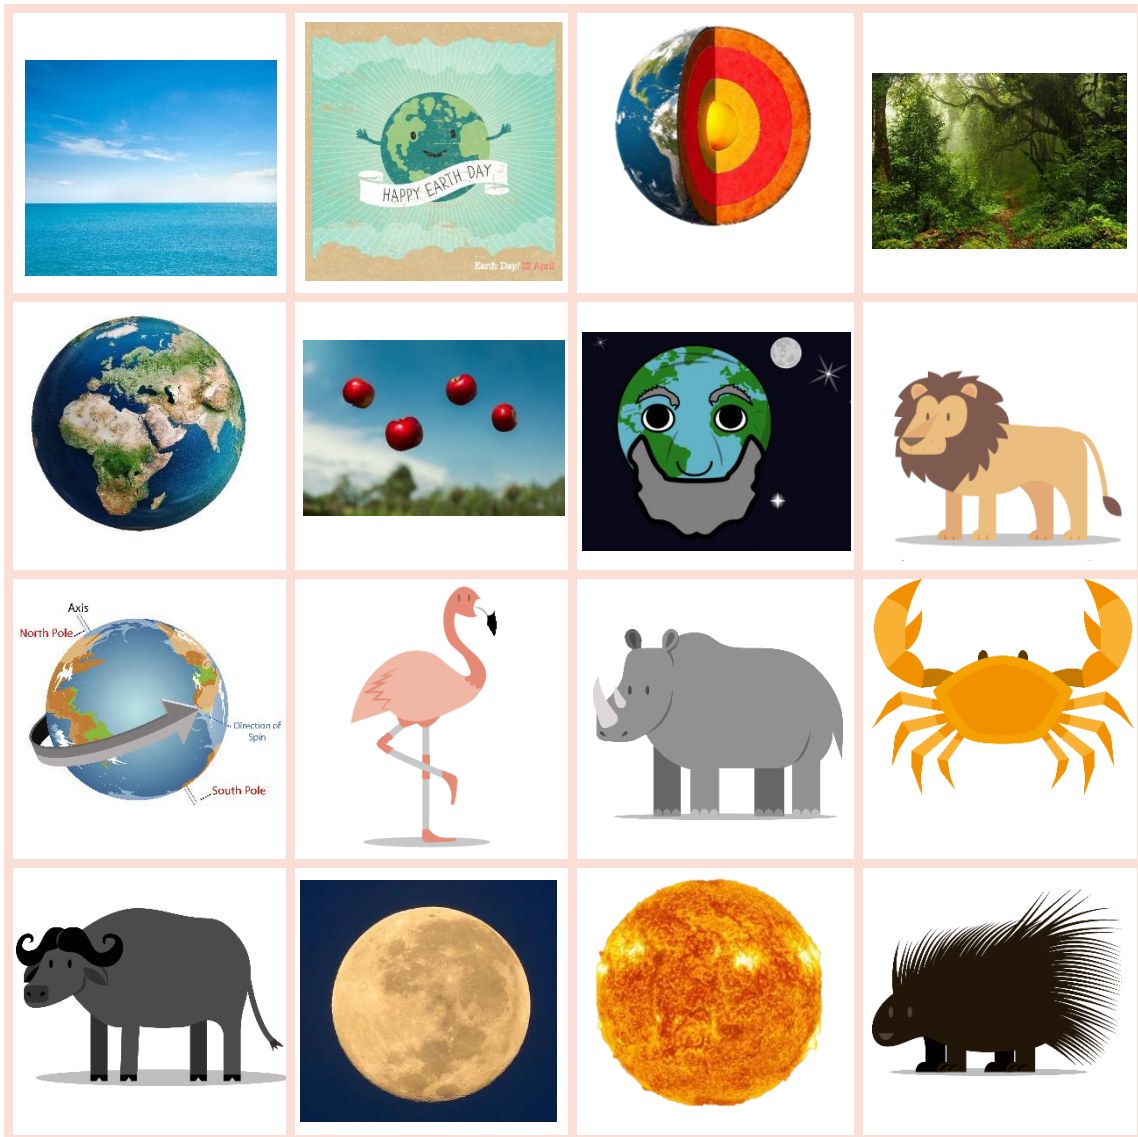 HAPPY EARTH DAY
Earth Day/22 April
Axis
North Pole
Direction of
Spin
South Pole